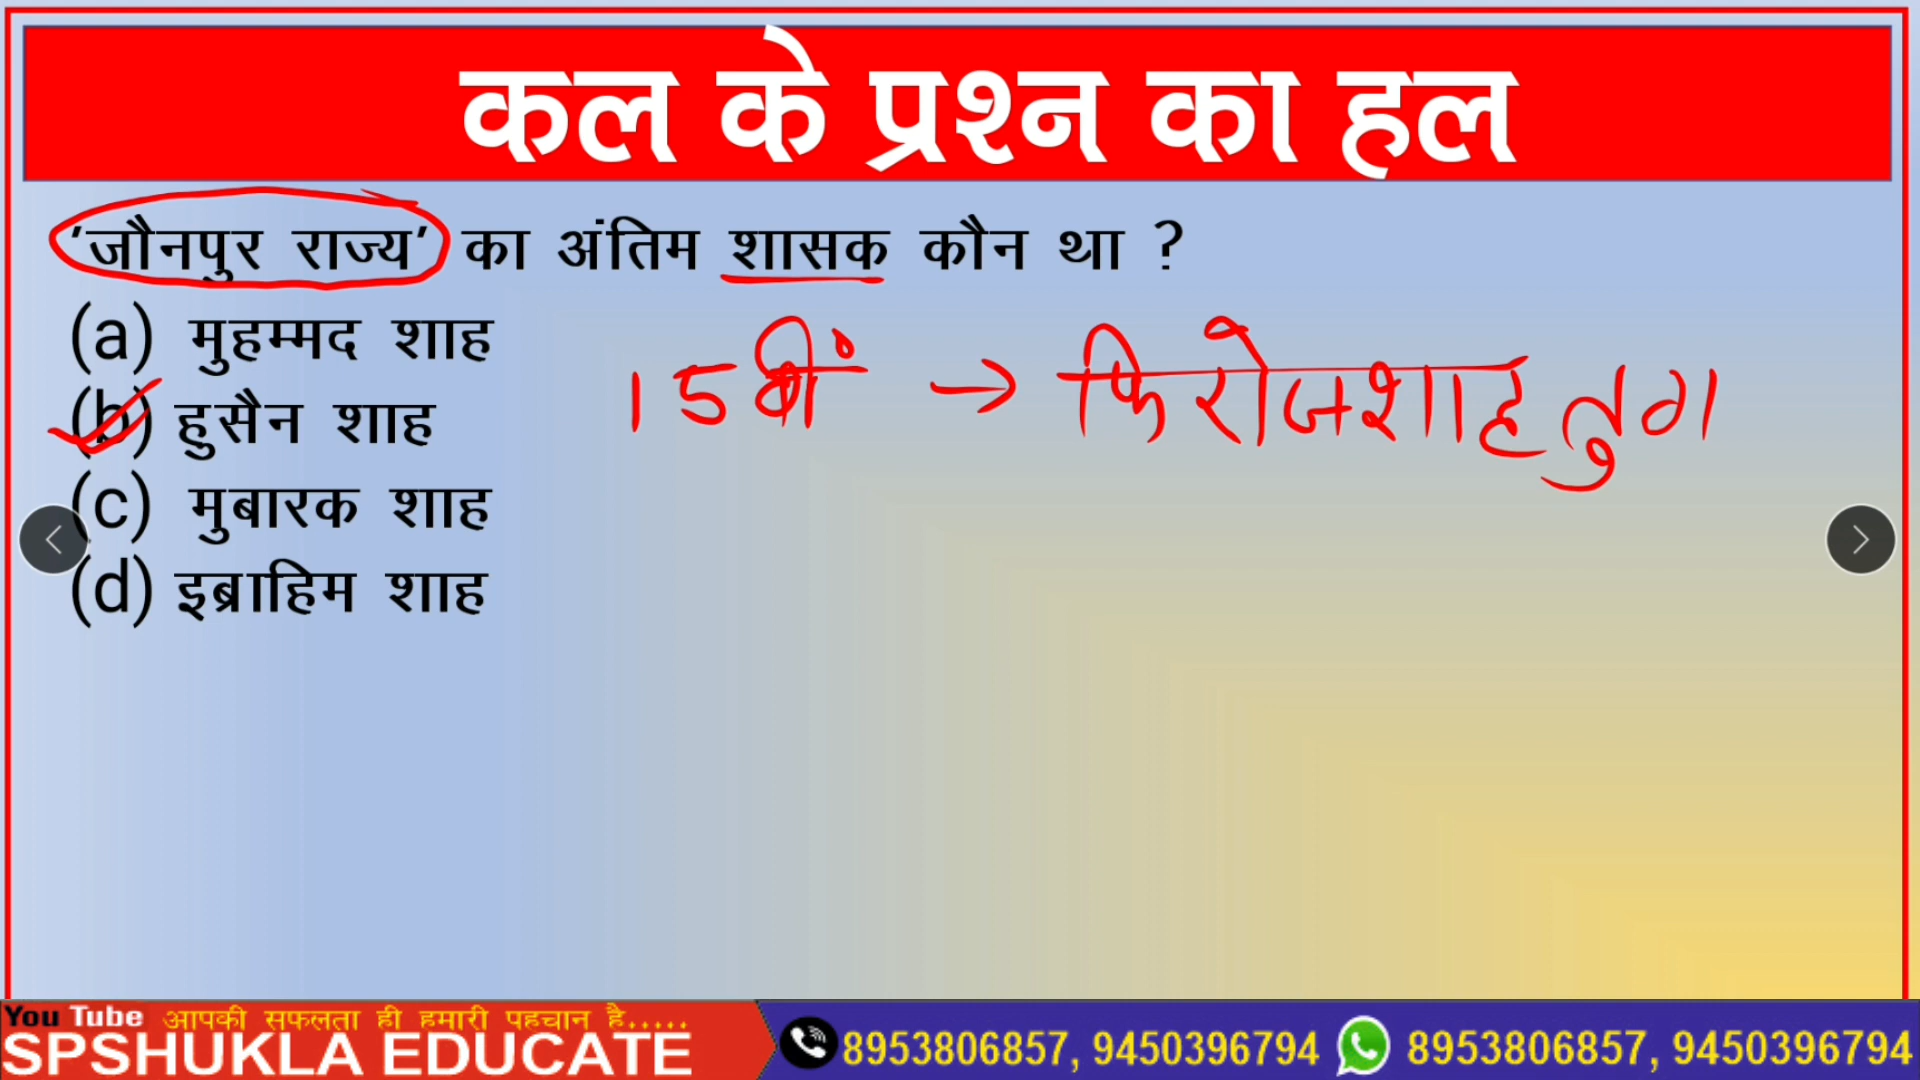 कल के प्रश्न का हल
'जौनपुर राज्य' का अंतिम शासक कौन था ?
(a) मुहम्मद शाह
15वीं → फिरोजशाह तुग
(b) हुसैन शाह
(c) मुबारक शाह
(d) इब्राहिम शाह
You Tube आपकी सफलता ही हमारी पहचान है.....
SPSHUKLA EDUCATE
8953806857, 9450396794
8953806857, 9450396794